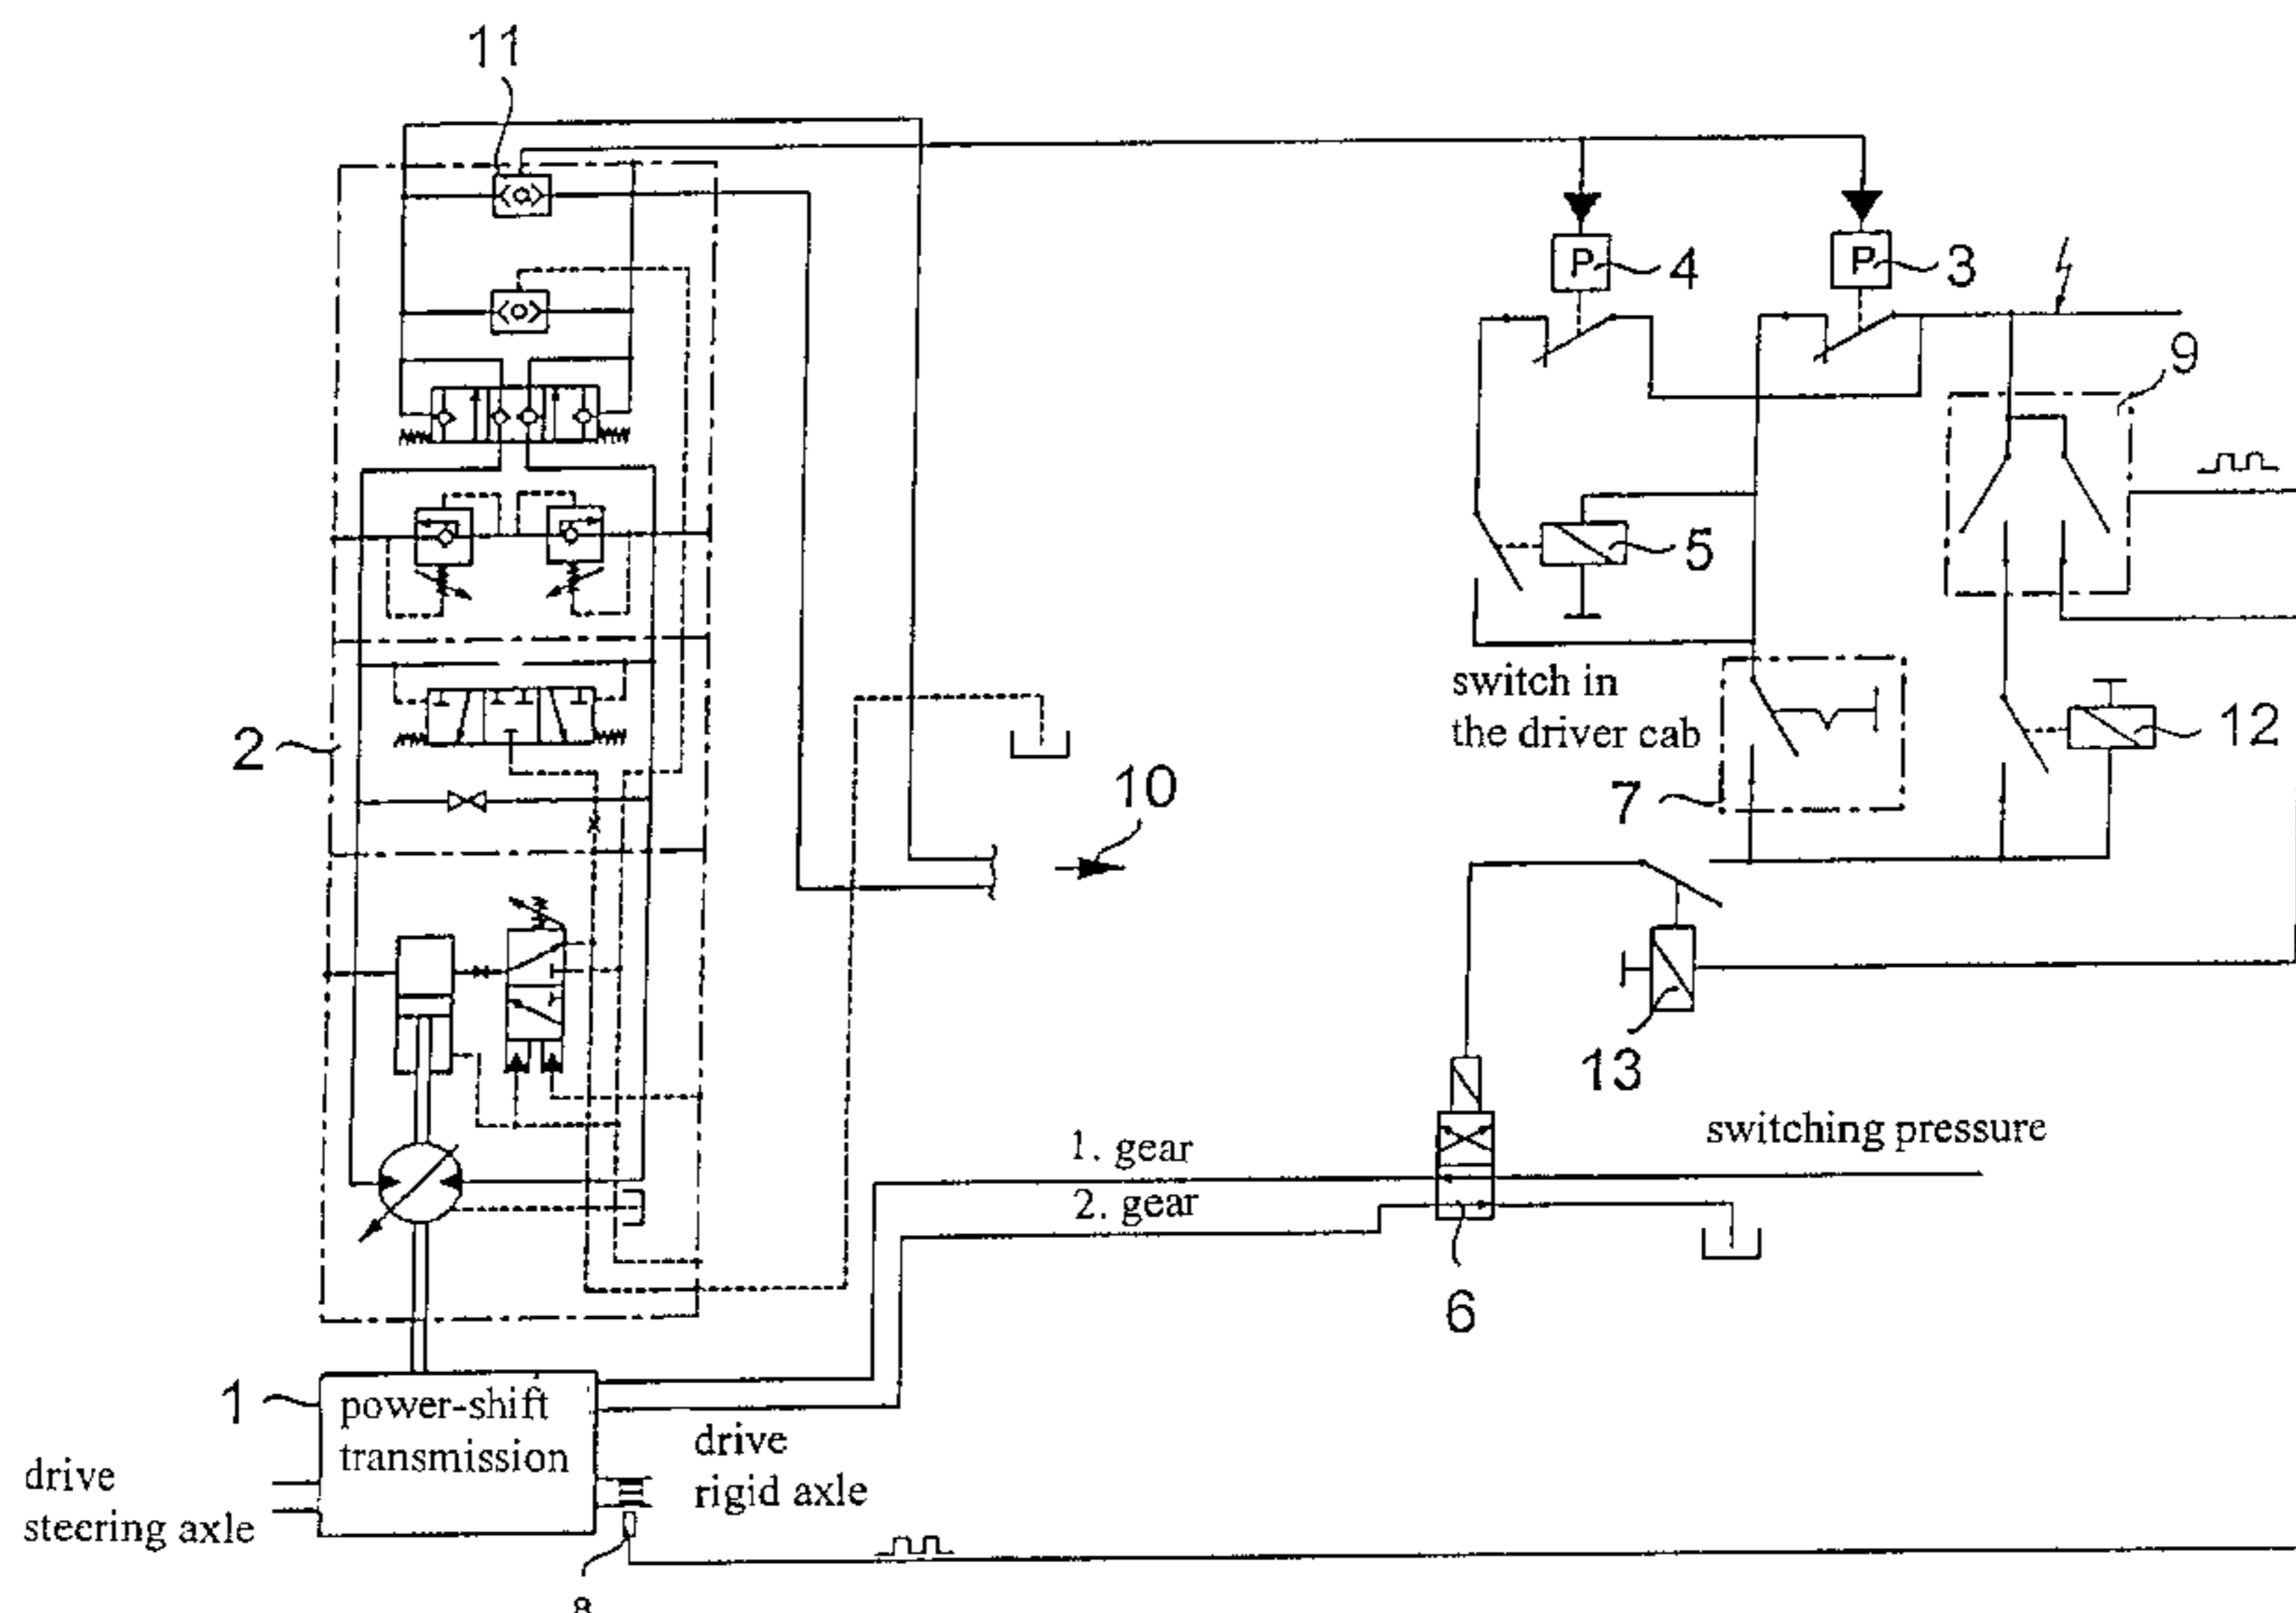 11
P
4
P
3
9
5
switch in
the driver cab
2
12
7
10
13
1. gear
switching pressure
2. gear
6
1
power-shift
transmission
drive
rigid axle
drive
steering axle
8